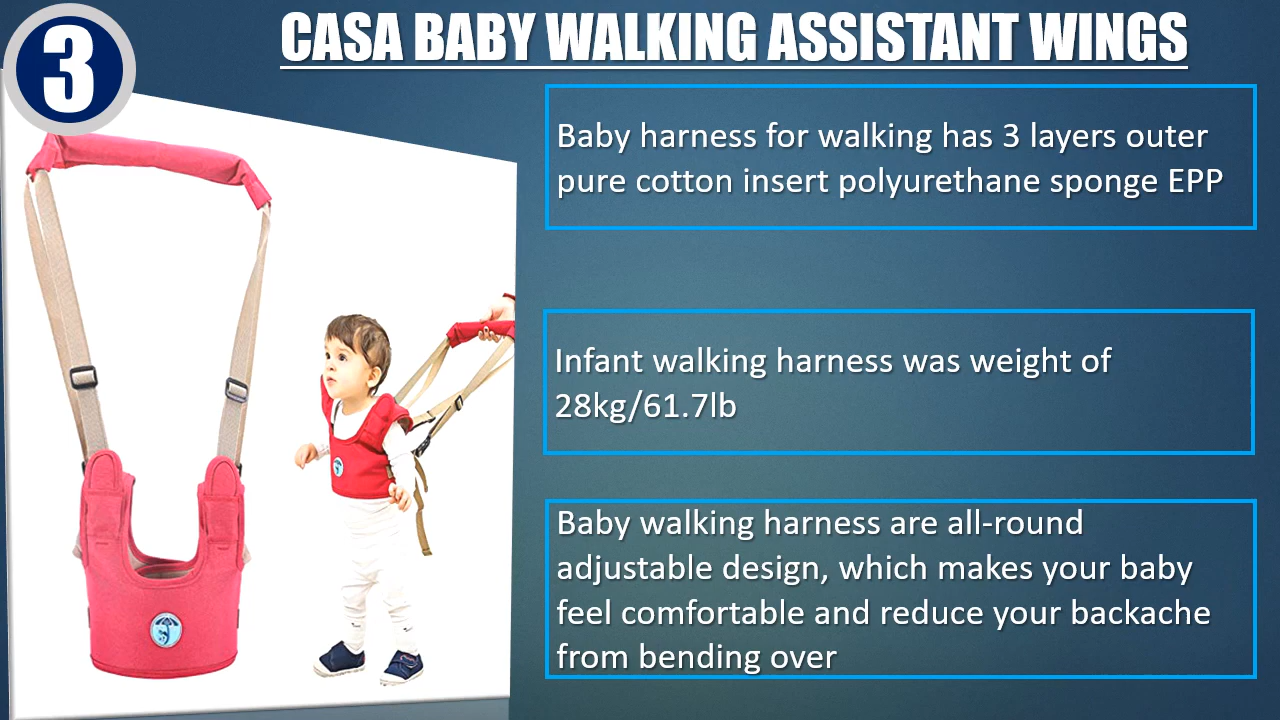 3
CASA BABY WALKING ASSISTANT WINGS
Baby harness for walking has 3 layers outer
pure cotton insert polyurethane sponge EPP
Infant walking harness was weight of
28kg/61.7lb
Baby walking harness are all-round
adjustable design, which makes your baby
feel comfortable and reduce your backache
from bending over